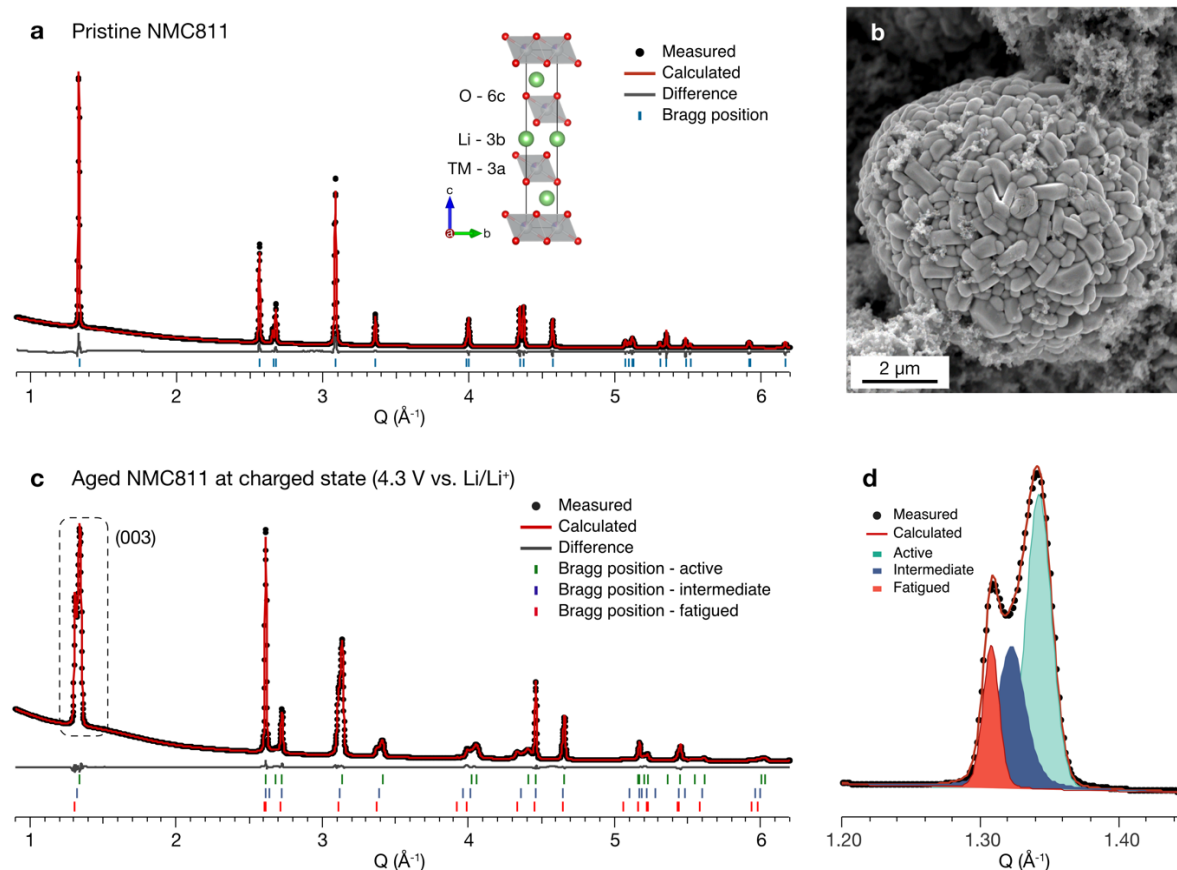 a Pristine NMC811
O - 6c
Li - 3b
TM - 3a
c
a
b
Measured
Calculated
Difference
Bragg position
1 2 3 4 5 6
Q (Å⁻¹)
b
2 µm
c Aged NMC811 at charged state (4.3 V vs. Li/Li⁺)
(003)
Measured
Calculated
Difference
Bragg position - active
Bragg position - intermediate
Bragg position - fatigued
1 2 3 4 5 6
Q (Å⁻¹)
d
Measured
Calculated
Active
Intermediate
Fatigued
1.20 1.30 1.40
Q (Å⁻¹)